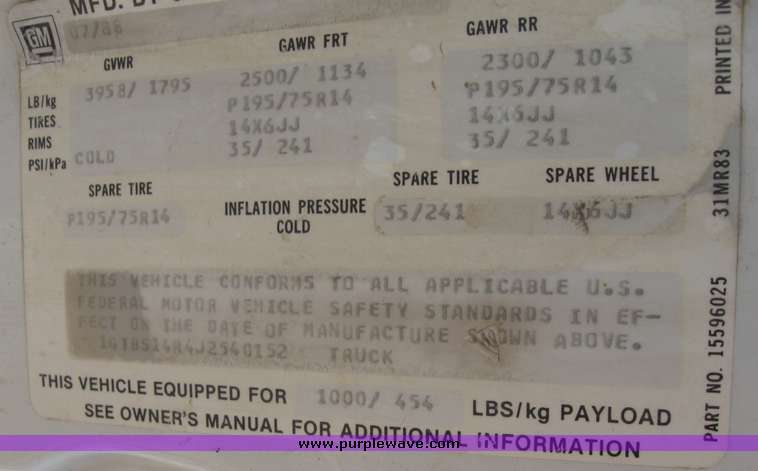 MFD. BY
GM
GVWR GAWR FRT GAWR RR
LB/kg 3958/ 1795 2500/ 1134 2300/ 1043
TIRES P195/75R14 P195/75R14
RIMS 14X6JJ 14X6JJ
PSI/kPa COLD 35/ 241 35/ 241
SPARE TIRE INFLATION PRESSURE COLD SPARE TIRE SPARE WHEEL
P195/75R14 35/241 14X6JJ
THIS VEHICLE CONFORMS TO ALL APPLICABLE U.S.
FEDERAL MOTOR VEHICLE SAFETY STANDARDS IN EF-
FECT ON THE DATE OF MANUFACTURE SHOWN ABOVE.
TRUCK
THIS VEHICLE EQUIPPED FOR 1000/ 454 LBS/kg PAYLOAD
SEE OWNER'S MANUAL FOR ADDITIONAL INFORMATION
PART NO. 15596025 31MR83 PRINTED IN
www.purplewave.com